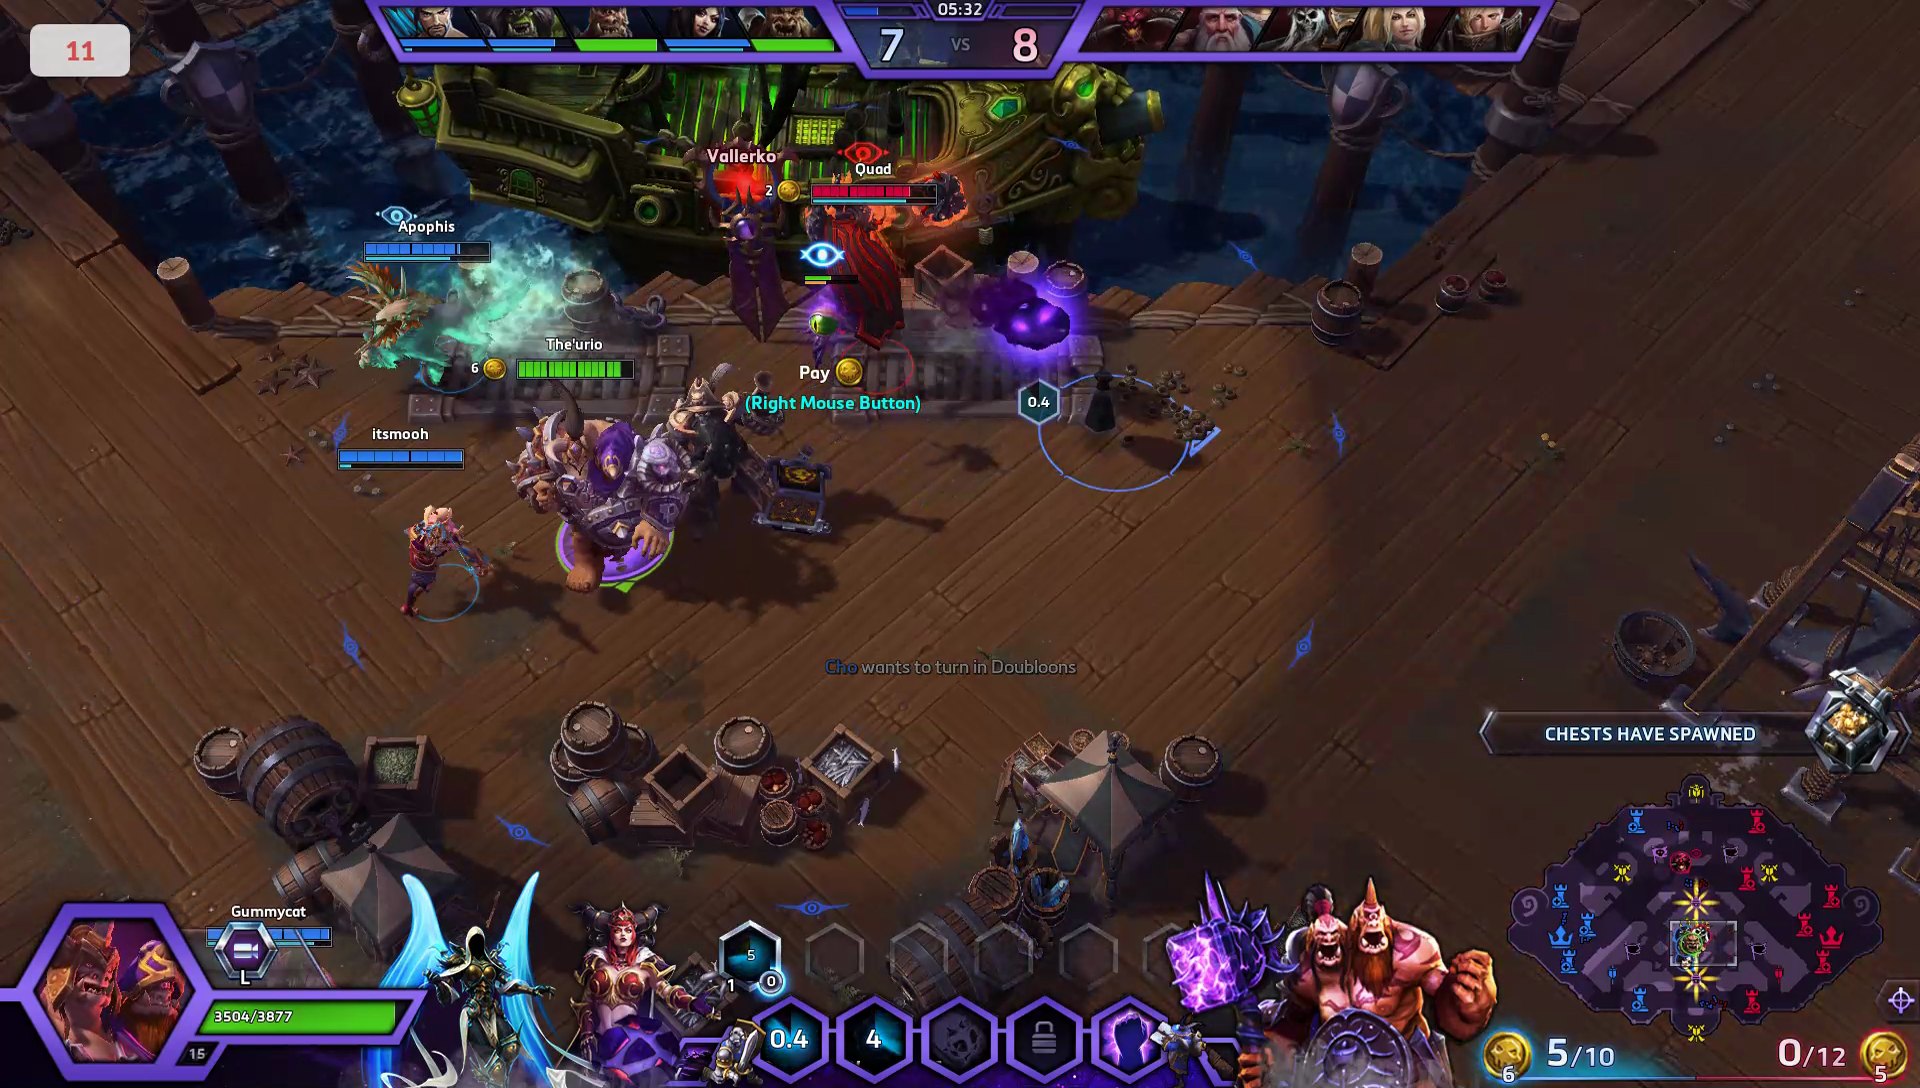 11
05:32
7 VS 8
Vallerko
2
Quad
Apophis
The'urio
6
Pay
(Right Mouse Button)
0.4
itsmooh
Cho wants to turn in Doubloons
CHESTS HAVE SPAWNED
Gummycat
L
3504/3877
15
5
1
0
0.4
4
5/10
6
0/12
5